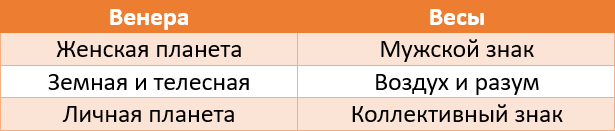 Венера Весы
Женская планета Мужской знак
Земная и телесная Воздух и разум
Личная планета Коллективный знак